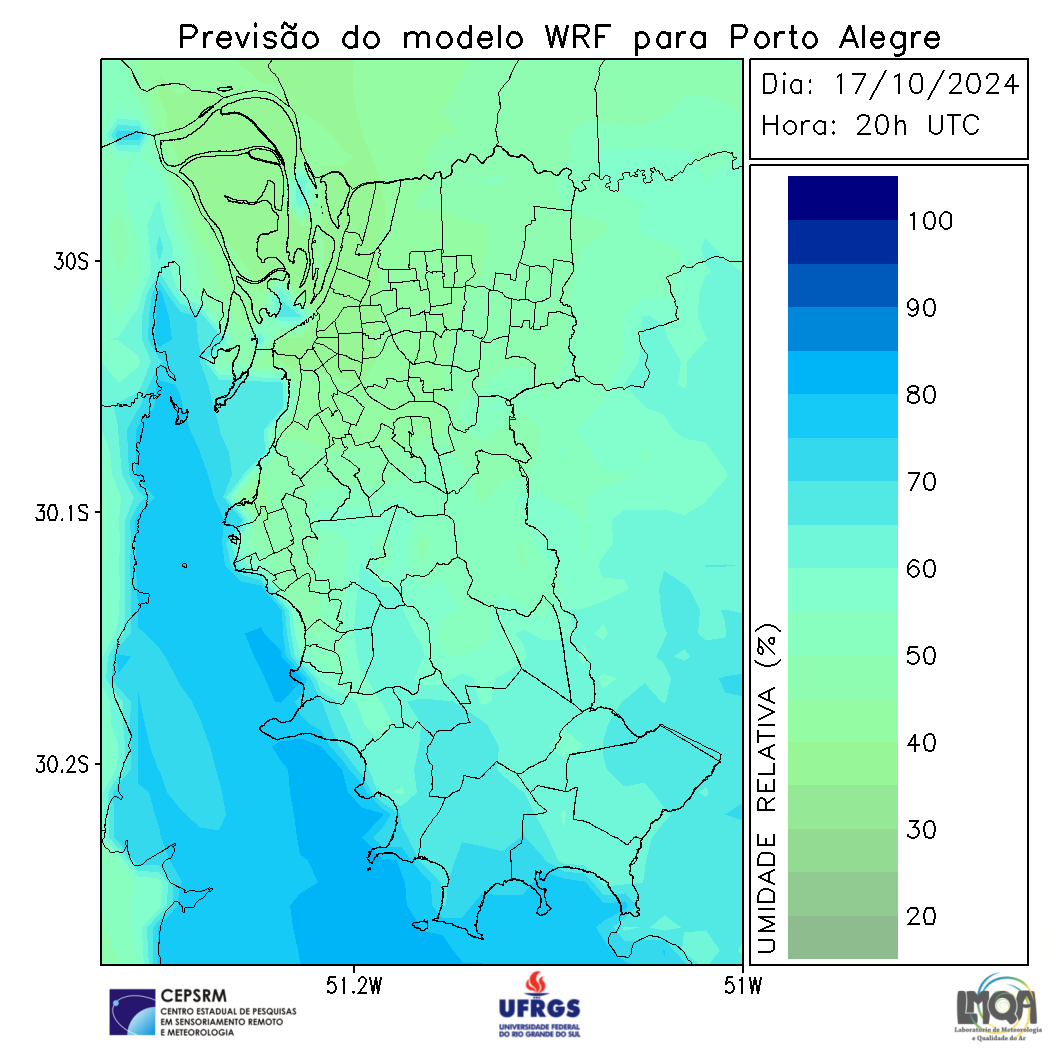 Previsão do modelo WRF para Porto Alegre
Dia: 17/10/2024
Hora: 20h UTC
100
90
80
70
60
50
40
30
20
UMIDADE RELATIVA (%)
30S
30.1S
30.2S
51.2W
51W
CEPSRM
CENTRO ESTADUAL DE PESQUISAS
EM SENSORIAMENTO REMOTO
E METEOROLOGIA
UFRGS
UNIVERSIDADE FEDERAL
DO RIO GRANDE DO SUL
LMQA
Laboratório de Meteorologia
e Qualidade do Ar